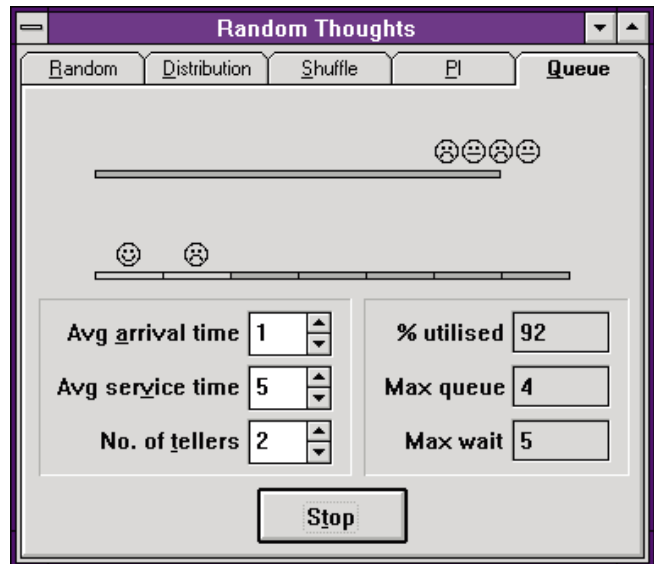 Random Thoughts
Random Distribution Shuffle PI Queue
Avg arrival time 1 % utilised 92
Avg service time 5 Max queue 4
No. of tellers 2 Max wait 5
Stop